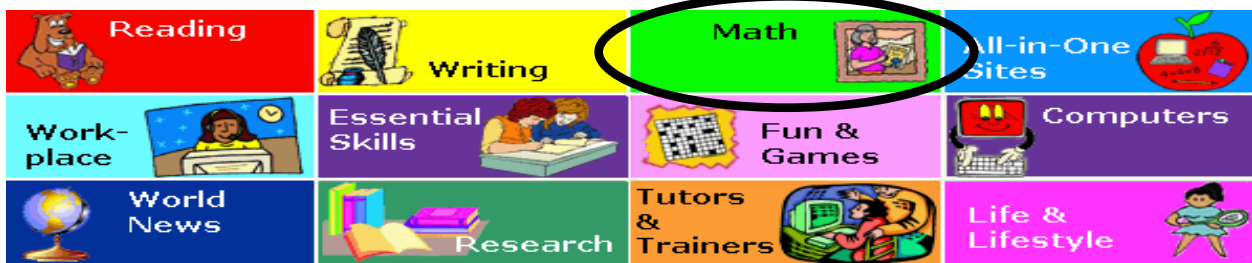 Reading
Writing
Math
All-in-One
Sites
Work-
place
Essential
Skills
Fun &
Games
Computers
World
News
Research
Tutors
&
Trainers
Life &
Lifestyle